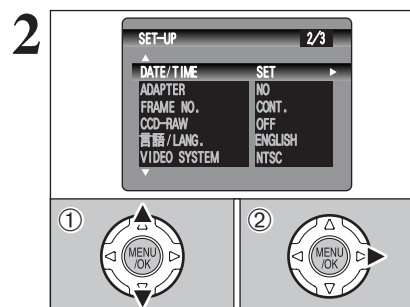 2
SET-UP 2/3
DATE/TIME SET
ADAPTER NO
FRAME NO. CONT.
CCD-RAW OFF
言語/LANG. ENGLISH
VIDEO SYSTEM NTSC
① ②
MENU MENU
/OK /OK